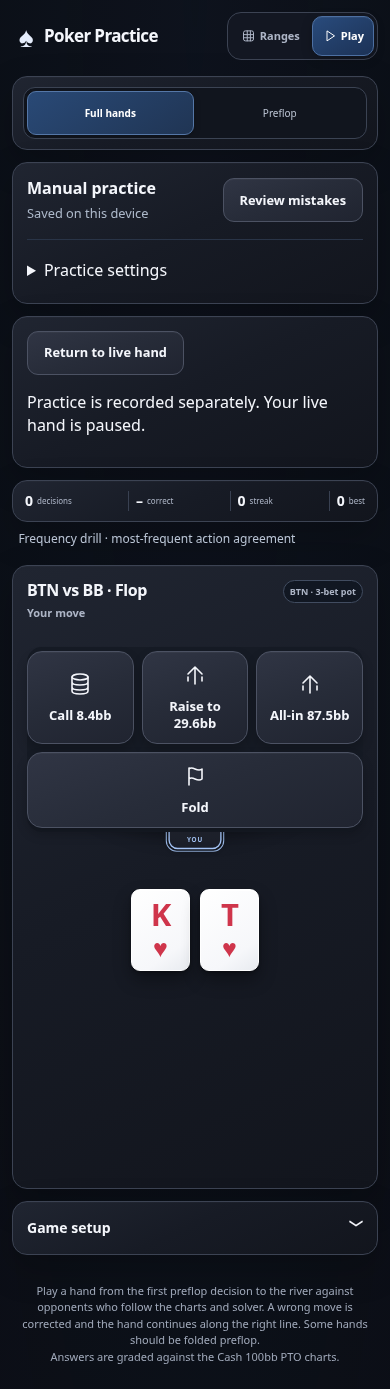 Poker Practice
Ranges
Play
Full hands
Preflop
Manual practice
Saved on this device
Review mistakes
Practice settings
Return to live hand
Practice is recorded separately. Your live
hand is paused.
0 decisions
– correct
0 streak
0 best
Frequency drill · most-frequent action agreement
BTN vs BB · Flop
BTN · 3-bet pot
Your move
Call 8.4bb
Raise to
29.6bb
All-in 87.5bb
Fold
YOU
K
T
Game setup
Play a hand from the first preflop decision to the river against
opponents who follow the charts and solver. A wrong move is
corrected and the hand continues along the right line. Some hands
should be folded preflop.
Answers are graded against the Cash 100bb PTO charts.